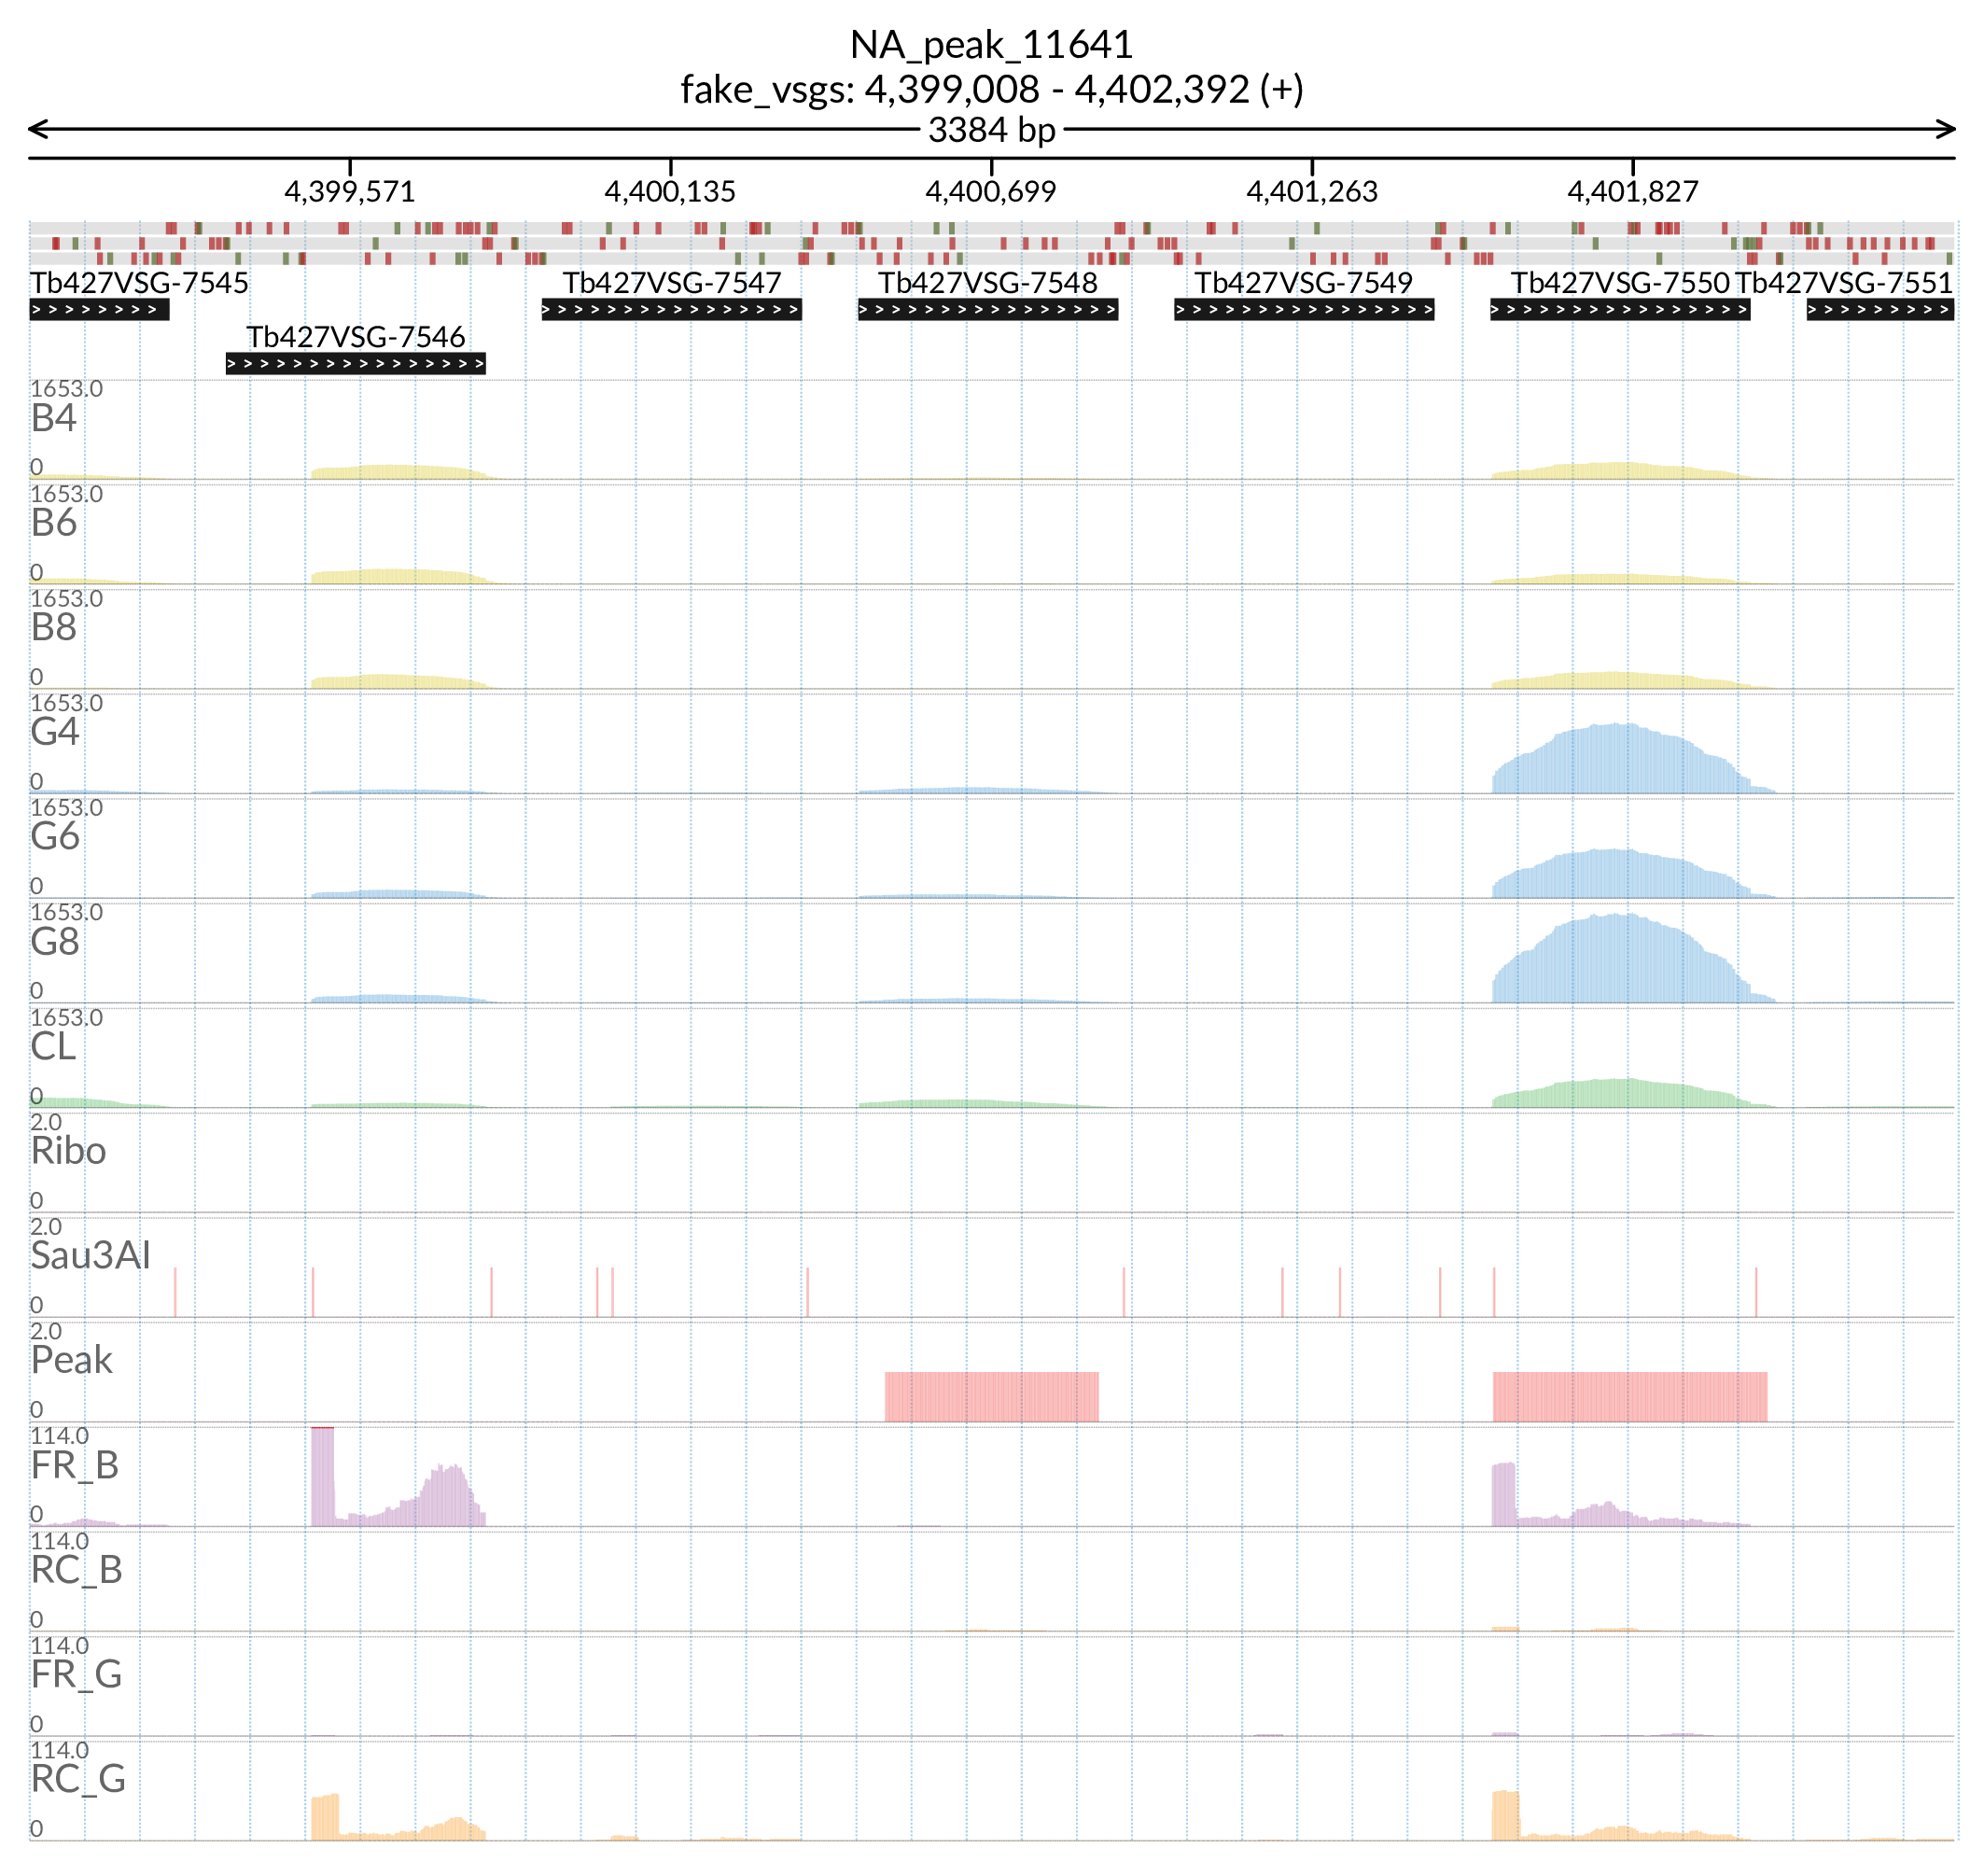 NA_peak_11641
fake_vsgs: 4,399,008 - 4,402,392 (+)
3384 bp
4,399,571 4,400,135 4,400,699 4,401,263 4,401,827
Tb427VSG-7545 Tb427VSG-7547 Tb427VSG-7548 Tb427VSG-7549 Tb427VSG-7550 Tb427VSG-7551
Tb427VSG-7546
1653.0
B4
0
1653.0
B6
0
1653.0
B8
0
1653.0
G4
0
1653.0
G6
0
1653.0
G8
0
1653.0
CL
0
2.0
Ribo
0
2.0
Sau3AI
0
2.0
Peak
0
114.0
FR_B
0
114.0
RC_B
0
114.0
FR_G
0
114.0
RC_G
0